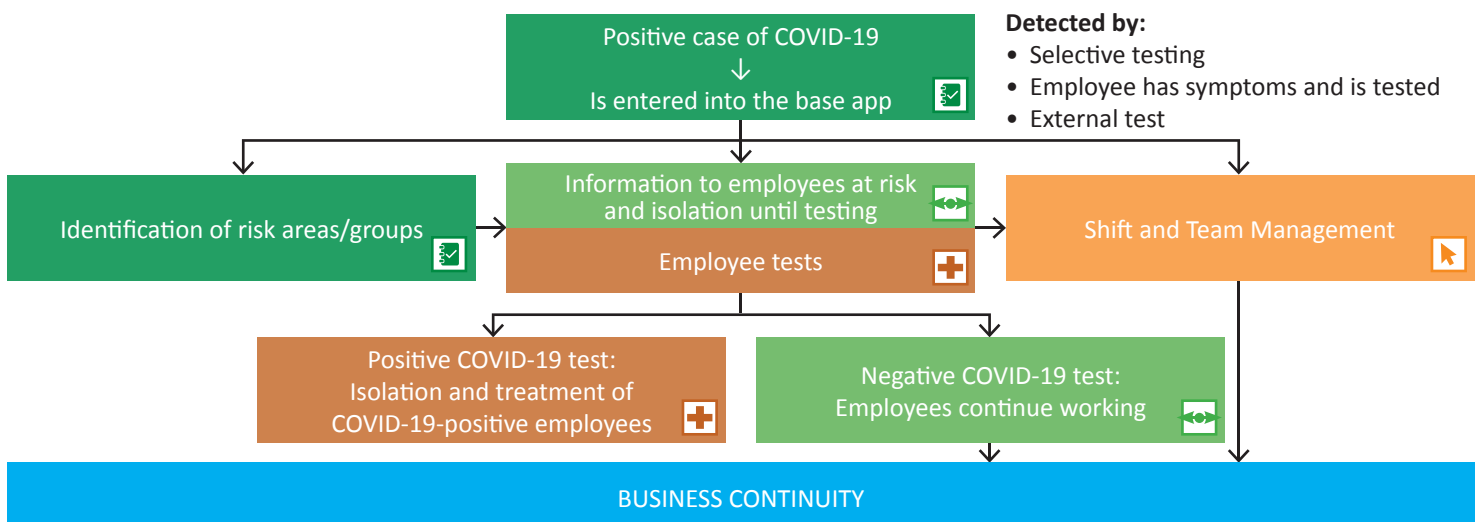 Positive case of COVID-19
↓
Is entered into the base app
Detected by:
• Selective testing
• Employee has symptoms and is tested
• External test
Identification of risk areas/groups
Information to employees at risk
and isolation until testing
Employee tests
Shift and Team Management
Positive COVID-19 test:
Isolation and treatment of
COVID-19-positive employees
Negative COVID-19 test:
Employees continue working
BUSINESS CONTINUITY